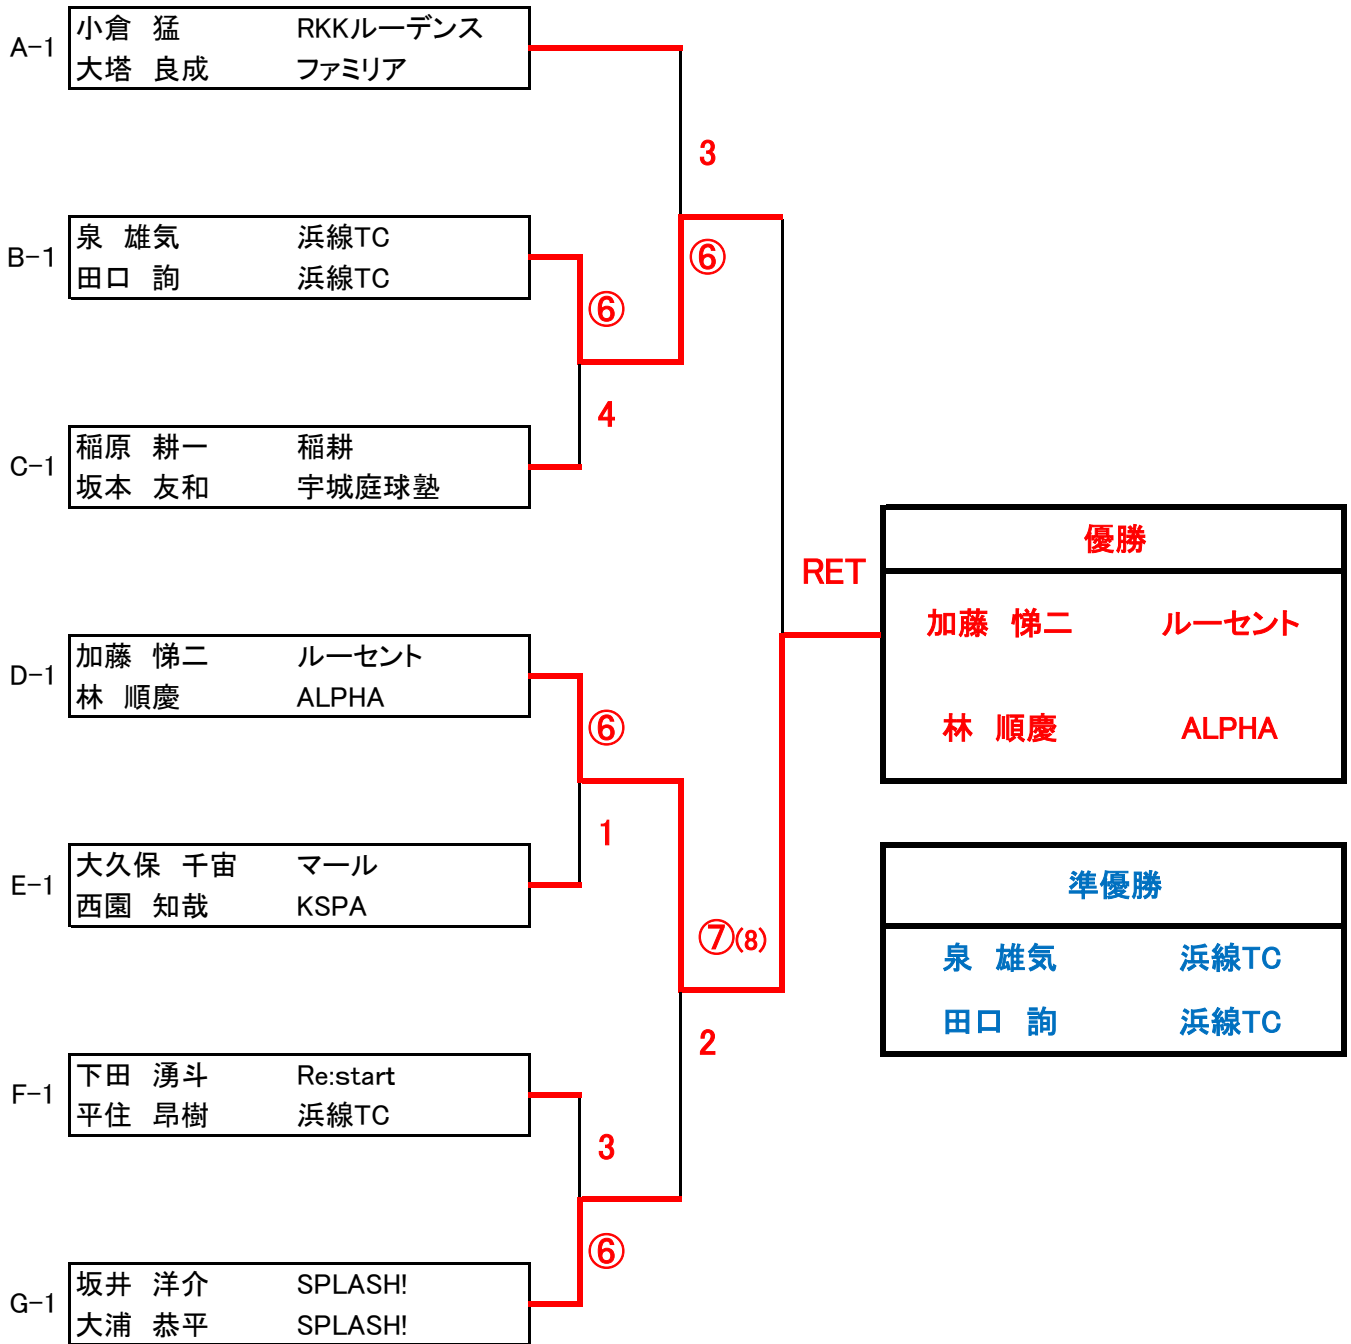 A-1
小倉　猛　RKKルーデンス
大塔　良成　ファミリア
3
B-1
泉　雄気　浜線TC
田口　詢　浜線TC
⑥
⑥
4
C-1
稲原　耕一　稲耕
坂本　友和　宇城庭球塾
優勝
RET
加藤　悌二　ルーセント
林　順慶　ALPHA
D-1
加藤　悌二　ルーセント
林　順慶　ALPHA
⑥
1
E-1
大久保　千宙　マール
西園　知哉　KSPA
準優勝
泉　雄気　浜線TC
田口　詢　浜線TC
⑦(8)
2
F-1
下田　湧斗　Re:start
平住　昂樹　浜線TC
3
⑥
G-1
坂井　洋介　SPLASH!
大浦　恭平　SPLASH!